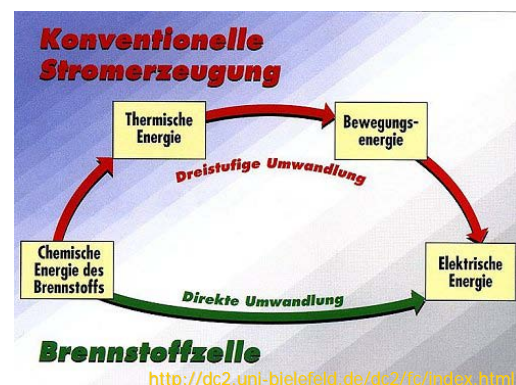 Konventionelle
Stromerzeugung
Thermische
Energie
Bewegungs-
energie
Dreistufige Umwandlung
Chemische
Energie des
Brennstoffs
Elektrische
Energie
Direkte Umwandlung
Brennstoffzelle
http://dc2.uni-bielefeld.de/dc2/fc/index.html